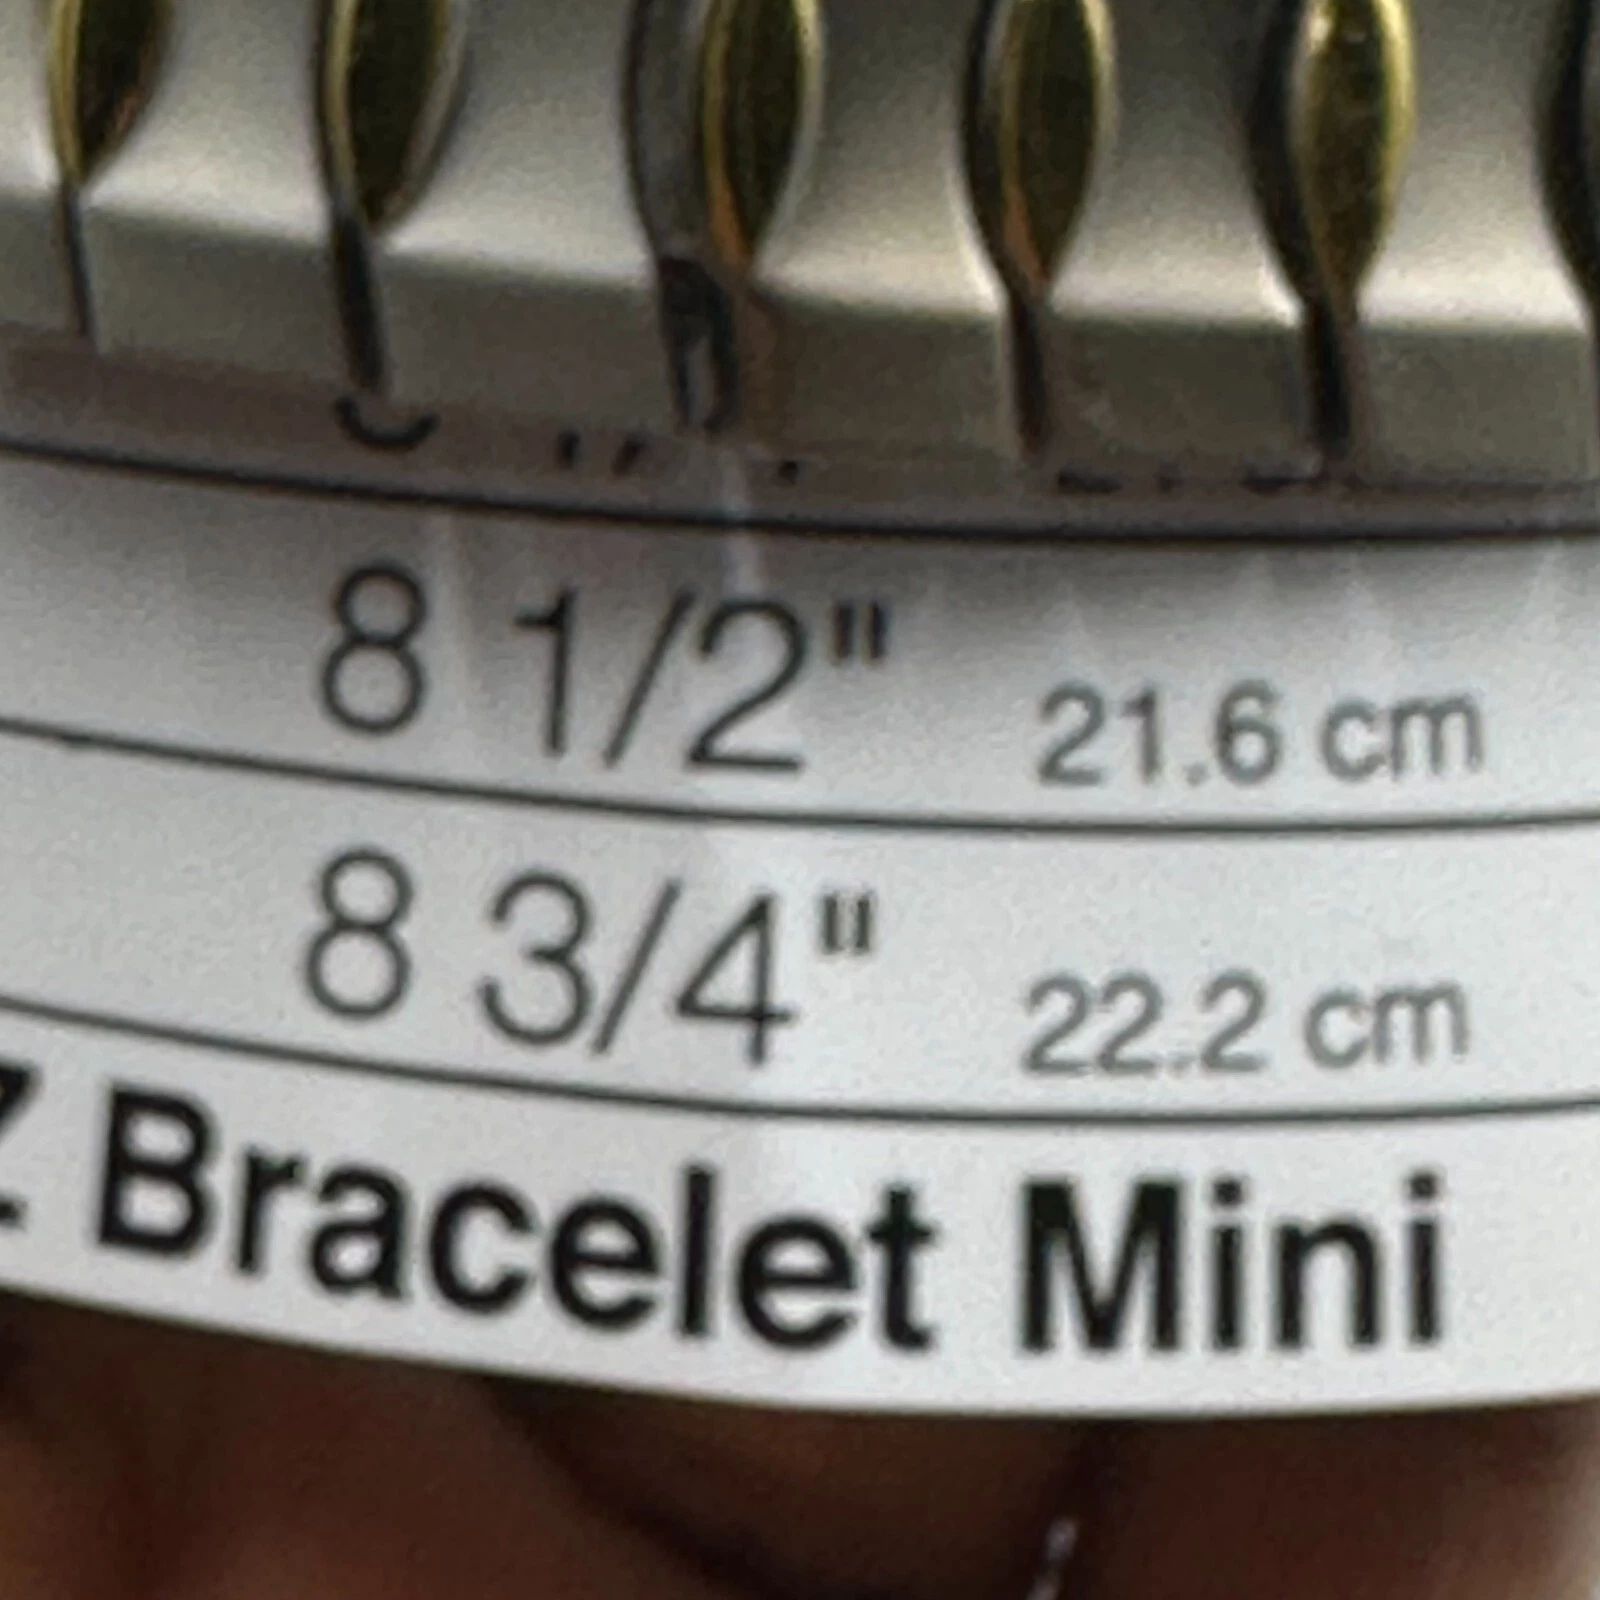 8 1/2" 21.6 cm
8 3/4" 22.2 cm
Bracelet Mini